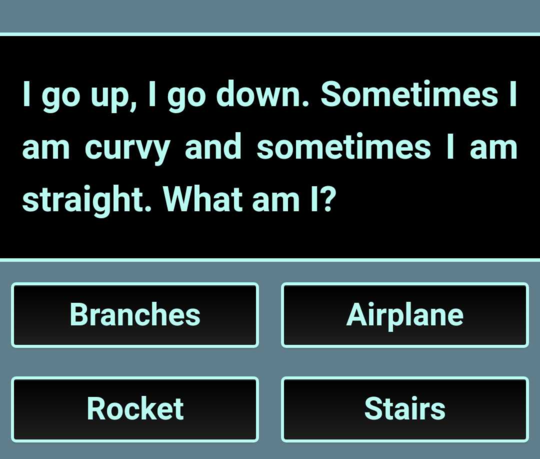 I go up, I go down. Sometimes I
am curvy and sometimes I am
straight. What am I?
Branches
Airplane
Rocket
Stairs